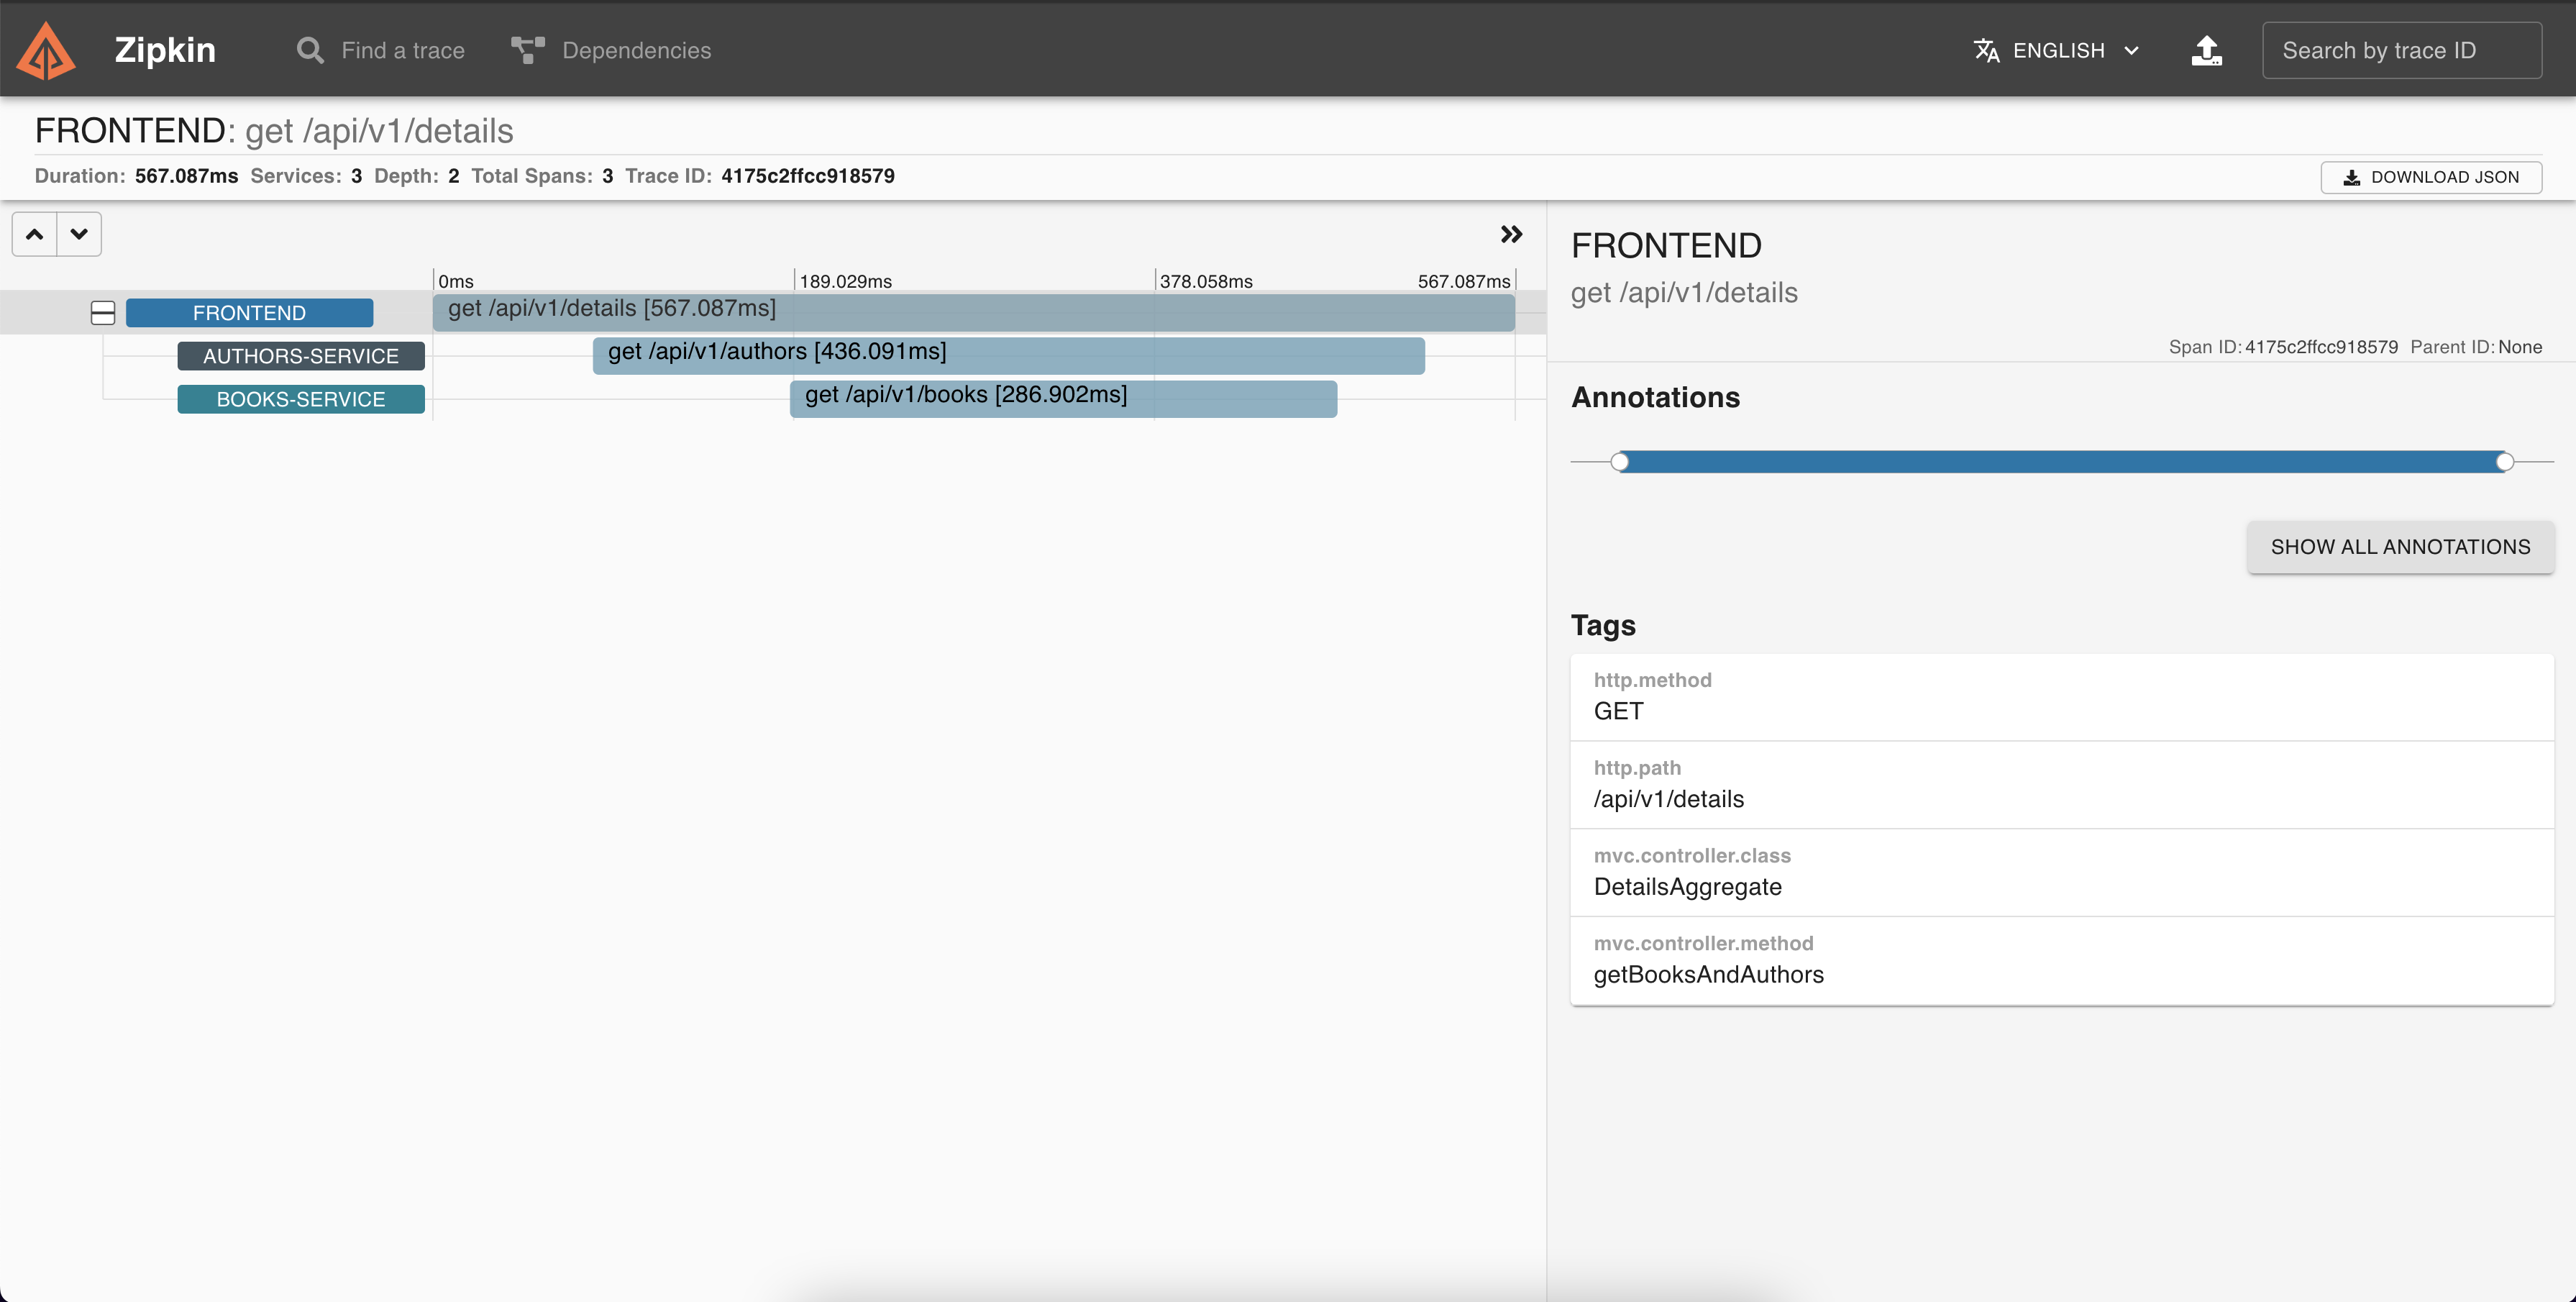 Zipkin
Find a trace
Dependencies
ENGLISH
Search by trace ID
FRONTEND: get /api/v1/details
Duration: 567.087ms Services: 3 Depth: 2 Total Spans: 3 Trace ID: 4175c2ffcc918579
DOWNLOAD JSON
0ms
189.029ms
378.058ms
567.087ms
FRONTEND
get /api/v1/details [567.087ms]
AUTHORS-SERVICE
get /api/v1/authors [436.091ms]
BOOKS-SERVICE
get /api/v1/books [286.902ms]
FRONTEND
get /api/v1/details
Span ID: 4175c2ffcc918579 Parent ID: None
Annotations
SHOW ALL ANNOTATIONS
Tags
http.method
GET
http.path
/api/v1/details
mvc.controller.class
DetailsAggregate
mvc.controller.method
getBooksAndAuthors